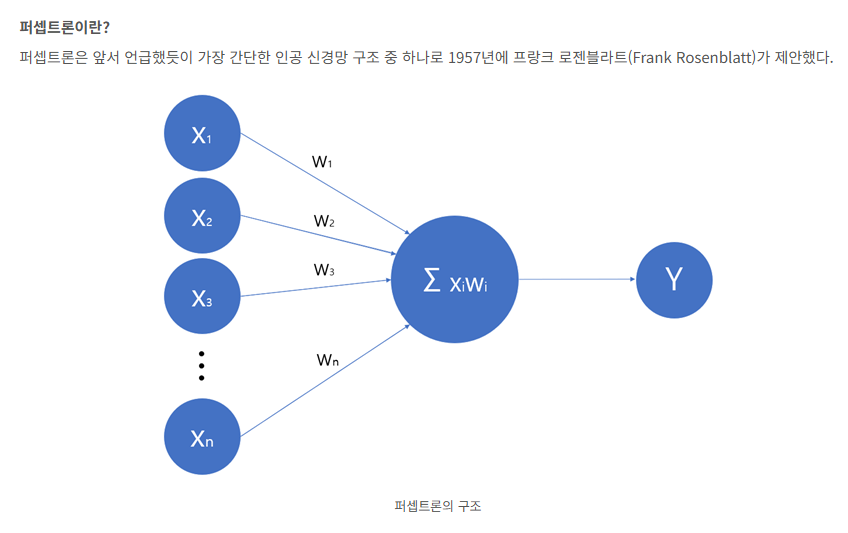 퍼셉트론이란?
퍼셉트론은 앞서 언급했듯이 가장 간단한 인공 신경망 구조 중 하나로 1957년에 프랑크 로젠블라트(Frank Rosenblatt)가 제안했다.
X₁
W₁
X₂
W₂
X₃
W₃
∑ XᵢWᵢ
Y
Wₙ
Xₙ
퍼셉트론의 구조